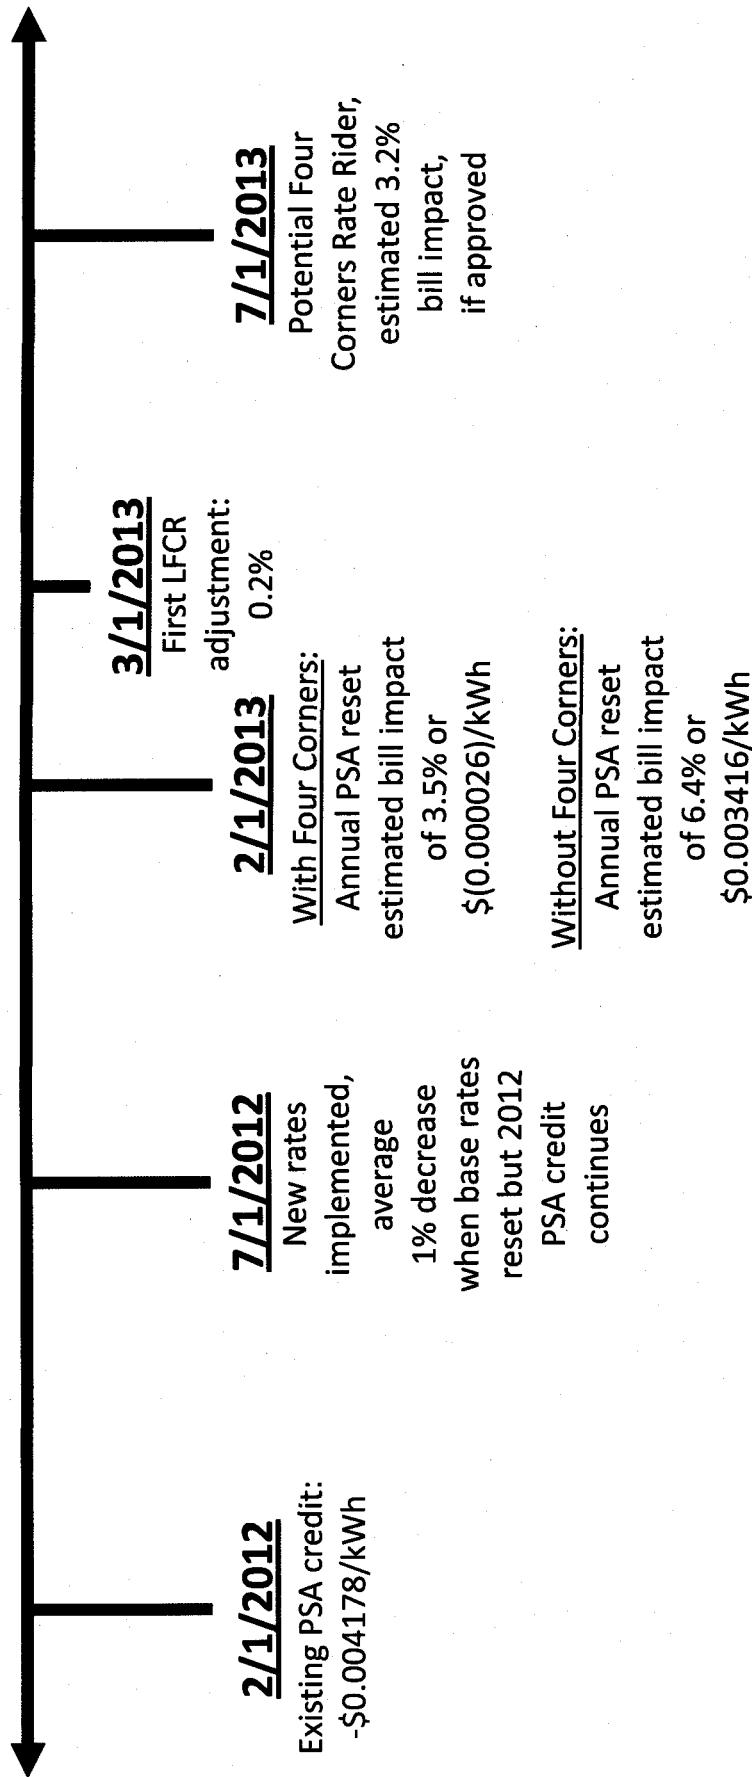 2/1/2012
Existing PSA credit:
-$0.004178/kWh
7/1/2012
New rates
implemented,
average
1% decrease
when base rates
reset but 2012
PSA credit
continues
2/1/2013
With Four Corners:
Annual PSA reset
estimated bill impact
of 3.5% or
$(0.000026)/kWh
Without Four Corners:
Annual PSA reset
estimated bill impact
of 6.4% or
$0.003416/kWh
3/1/2013
First LFCR
adjustment:
0.2%
7/1/2013
Potential Four
Corners Rate Rider,
estimated 3.2%
bill impact,
if approved